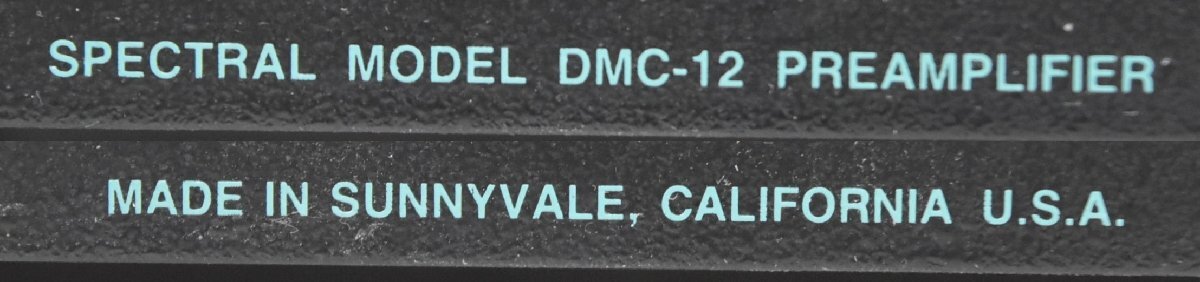 SPECTRAL MODEL DMC-12 PREAMPLIFIER
MADE IN SUNNYVALE, CALIFORNIA U.S.A.